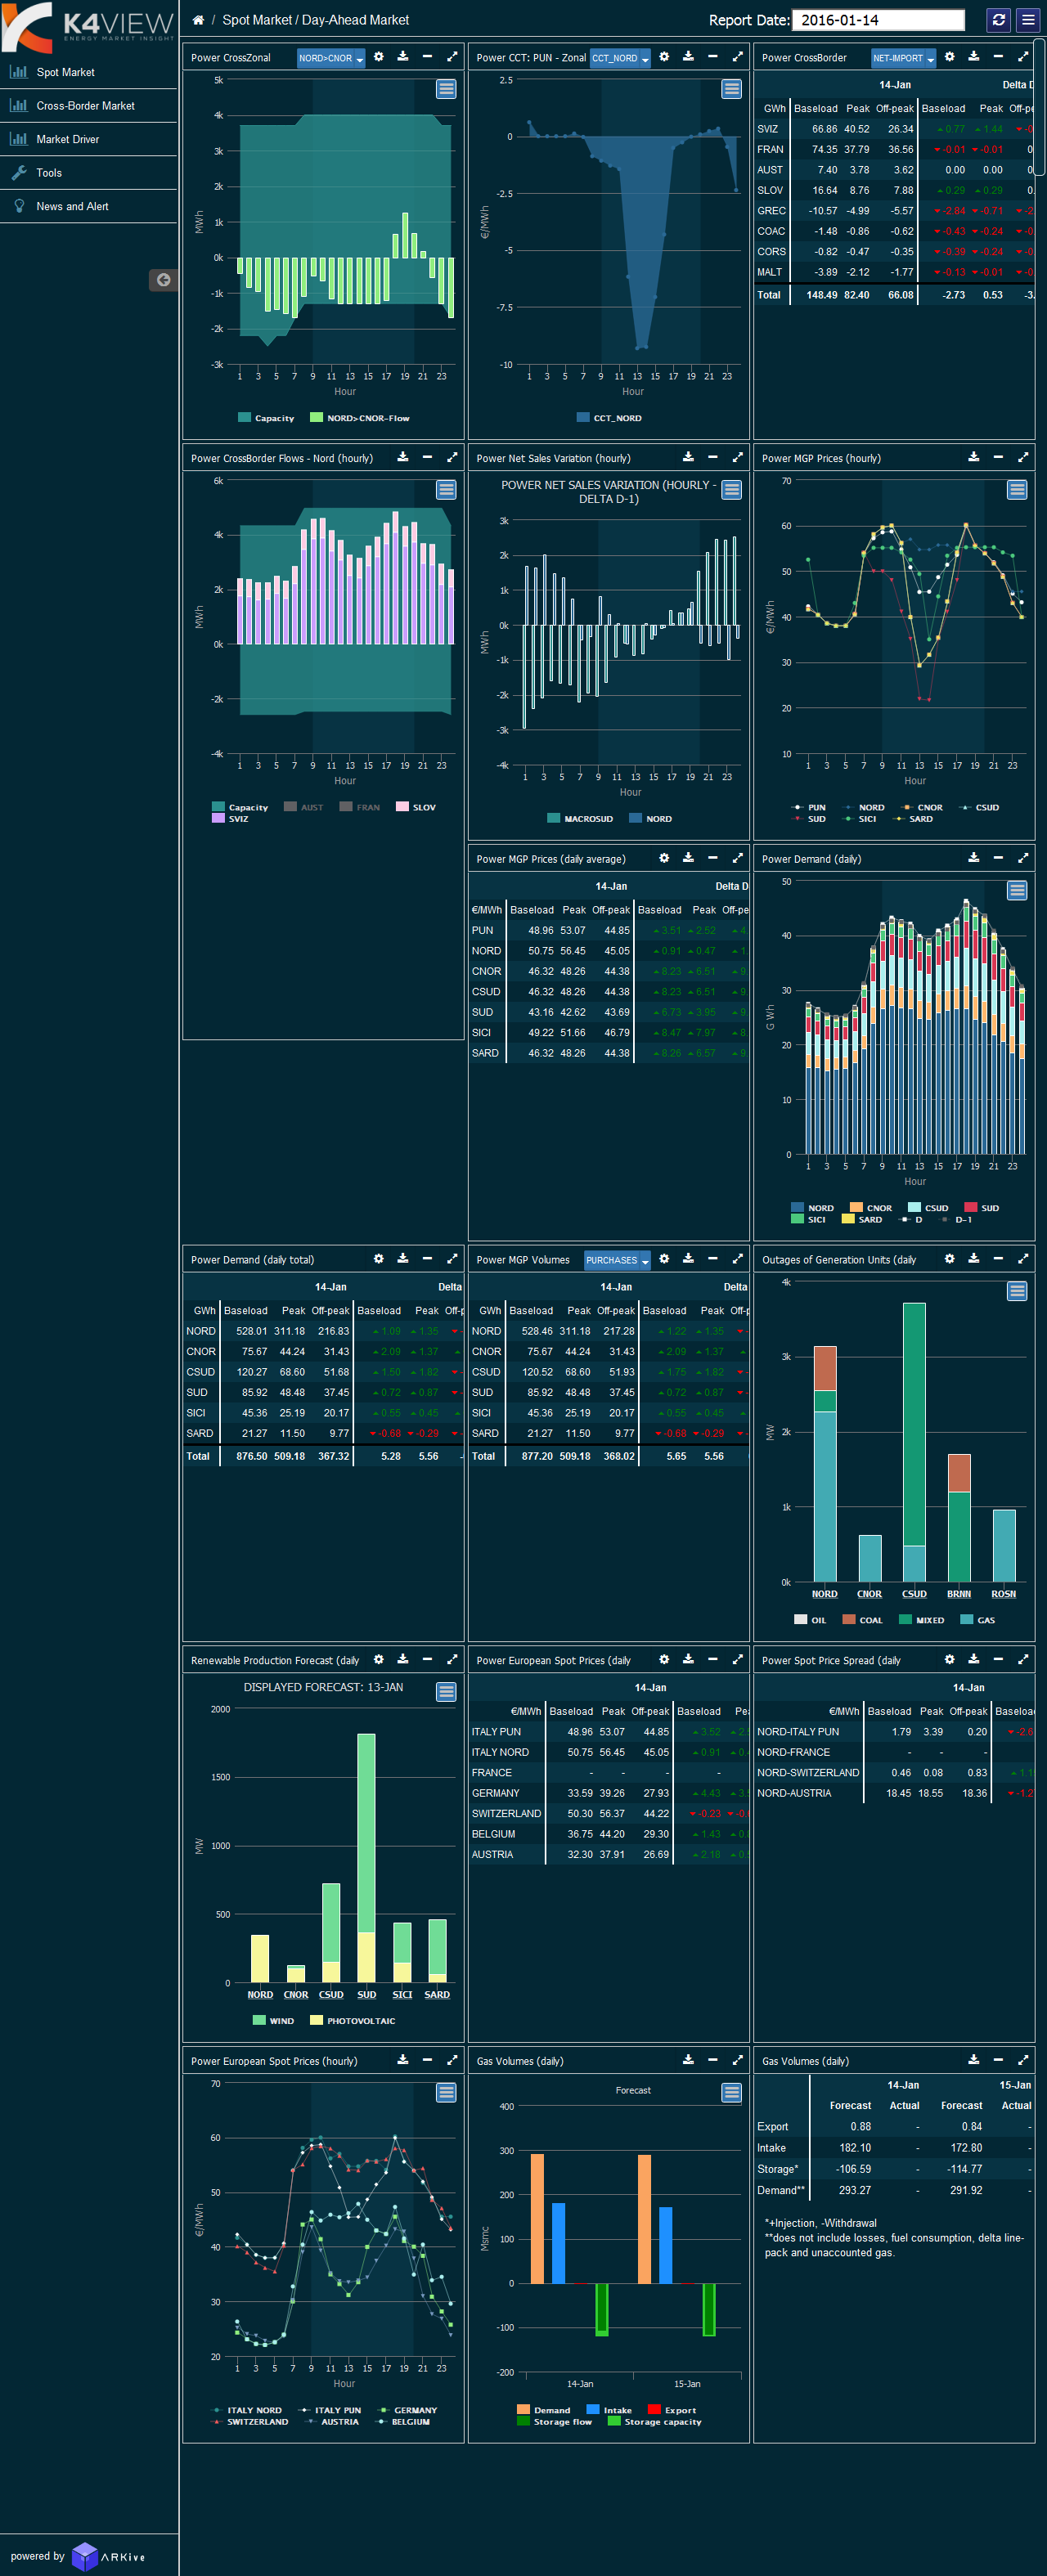 K4VIEW
ENERGY MARKET INSIGHT
/ Spot Market / Day-Ahead Market
Report Date: 2016-01-14
Spot Market
Cross-Border Market
Market Driver
Tools
News and Alert
Power CrossZonal NORD>CNOR
5k
4k
3k
2k
1k
0k
-1k
-2k
-3k
MWh
1 3 5 7 9 11 13 15 17 19 21 23
Hour
Capacity NORD>CNOR-Flow
Power CCT: PUN - Zonal CCT_NORD
2.5
0
-2.5
-5
-7.5
-10
€/MWh
1 3 5 7 9 11 13 15 17 19 21 23
Hour
CCT_NORD
Power CrossBorder NET-IMPORT
14-Jan Delta D
GWh Baseload Peak Off-peak Baseload Peak Off-pe
SVIZ 66.86 40.52 26.34 0.77 1.44
FRAN 74.35 37.79 36.56 -0.01 -0.01
AUST 7.40 3.78 3.62 0.00 0.00
SLOV 16.64 8.76 7.88 0.29 0.29
GREC -10.57 -4.99 -5.57 -2.84 -0.71
COAC -1.48 -0.86 -0.62 -0.43 -0.24
CORS -0.82 -0.47 -0.35 -0.39 -0.24
MALT -3.89 -2.12 -1.77 -0.13 -0.01
Total 148.49 82.40 66.08 -2.73 0.53 -3.
Power CrossBorder Flows - Nord (hourly)
6k
4k
2k
0k
-2k
-4k
MWh
1 3 5 7 9 11 13 15 17 19 21 23
Hour
Capacity AUST FRAN SLOV
SVIZ
Power Net Sales Variation (hourly)
POWER NET SALES VARIATION (HOURLY -
DELTA D-1)
3k
2k
1k
0k
-1k
-2k
-3k
-4k
MWh
1 3 5 7 9 11 13 15 17 19 21 23
Hour
MACROSUD NORD
Power MGP Prices (hourly)
70
60
50
40
30
20
10
€/MWh
1 3 5 7 9 11 13 15 17 19 21 23
Hour
PUN NORD CNOR CSUD
SUD SICI SARD
Power MGP Prices (daily average)
14-Jan Delta D
€/MWh Baseload Peak Off-peak Baseload Peak Off-pe
PUN 48.96 53.07 44.85 3.51 2.52 4.
NORD 50.75 56.45 45.05 0.91 0.47 1.
CNOR 46.32 48.26 44.38 8.23 6.51 9.
CSUD 46.32 48.26 44.38 8.23 6.51 9.
SUD 43.16 42.62 43.69 6.73 3.95 9.
SICI 49.22 51.66 46.79 8.47 7.97 8.
SARD 46.32 48.26 44.38 8.26 6.57 9.
Power Demand (daily)
50
40
30
20
10
0
G Wh
1 3 5 7 9 11 13 15 17 19 21 23
Hour
NORD CNOR CSUD SUD
SICI SARD D D-1
Power Demand (daily total)
14-Jan Delta
GWh Baseload Peak Off-peak Baseload Peak Off-p
NORD 528.01 311.18 216.83 1.09 1.35
CNOR 75.67 44.24 31.43 2.09 1.37
CSUD 120.27 68.60 51.68 1.50 1.82
SUD 85.92 48.48 37.45 0.72 0.87
SICI 45.36 25.19 20.17 0.55 0.45
SARD 21.27 11.50 9.77 -0.68 -0.29
Total 876.50 509.18 367.32 5.28 5.56
Power MGP Volumes PURCHASES
14-Jan Delta
GWh Baseload Peak Off-peak Baseload Peak Off-p
NORD 528.46 311.18 217.28 1.22 1.35
CNOR 75.67 44.24 31.43 2.09 1.37
CSUD 120.52 68.60 51.93 1.75 1.82
SUD 85.92 48.48 37.45 0.72 0.87
SICI 45.36 25.19 20.17 0.55 0.45
SARD 21.27 11.50 9.77 -0.68 -0.29
Total 877.20 509.18 368.02 5.65 5.56
Outages of Generation Units (daily
4k
3k
2k
1k
0k
MW
NORD CNOR CSUD BRNN ROSN
OIL COAL MIXED GAS
Renewable Production Forecast (daily
DISPLAYED FORECAST: 13-JAN
2000
1500
1000
500
0
MW
NORD CNOR CSUD SUD SICI SARD
WIND PHOTOVOLTAIC
Power European Spot Prices (daily
14-Jan
€/MWh Baseload Peak Off-peak Baseload Pea
ITALY PUN 48.96 53.07 44.85 3.52
ITALY NORD 50.75 56.45 45.05 0.91
FRANCE - - - -
GERMANY 33.59 39.26 27.93 4.43
SWITZERLAND 50.30 56.37 44.22 -0.23
BELGIUM 36.75 44.20 29.30 1.43
AUSTRIA 32.30 37.91 26.69 2.18
Power Spot Price Spread (daily
14-Jan
€/MWh Baseload Peak Off-peak Baseload
NORD-ITALY PUN 1.79 3.39 0.20 -2.6
NORD-FRANCE - - -
NORD-SWITZERLAND 0.46 0.08 0.83
NORD-AUSTRIA 18.45 18.55 18.36 -1.2
Power European Spot Prices (hourly)
70
60
50
40
30
20
€/MWh
1 3 5 7 9 11 13 15 17 19 21 23
Hour
ITALY NORD ITALY PUN GERMANY
SWITZERLAND AUSTRIA BELGIUM
Gas Volumes (daily)
Forecast
400
300
200
100
0
-100
-200
Msmc
14-Jan 15-Jan
Demand Intake Export
Storage flow Storage capacity
Gas Volumes (daily)
14-Jan 15-Jan
Forecast Actual Forecast Actual
Export 0.88 - 0.84 -
Intake 182.10 - 172.80 -
Storage* -106.59 - -114.77 -
Demand** 293.27 - 291.92 -
*+Injection, -Withdrawal
**does not include losses, fuel consumption, delta line-
pack and unaccounted gas.
powered by ARKive